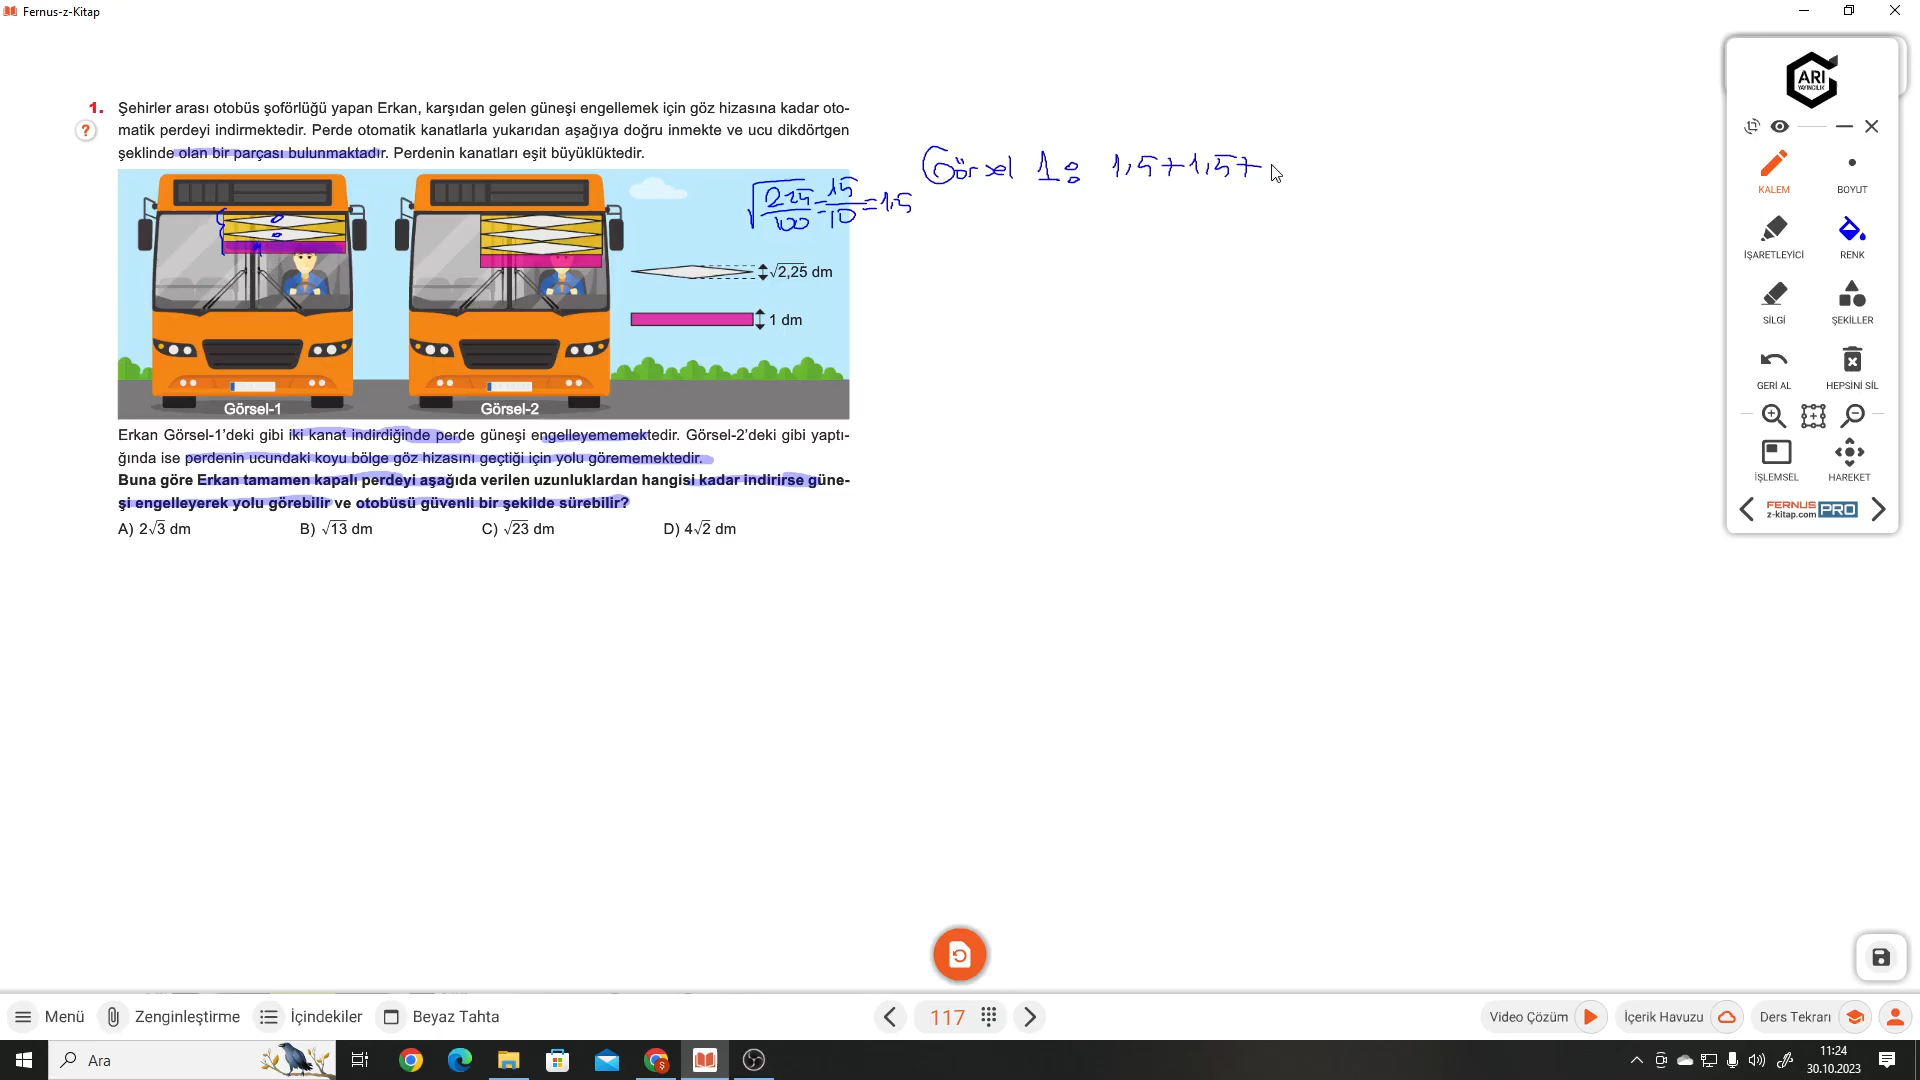 Fernus-z-Kitap
1. Şehirler arası otobüs şoförlüğü yapan Erkan, karşıdan gelen güneşi engellemek için göz hizasına kadar oto-
? matik perdeyi indirmektedir. Perde otomatik kanatlarla yukarıdan aşağıya doğru inmekte ve ucu dikdörtgen
şeklinde olan bir parçası bulunmaktadır. Perdenin kanatları eşit büyüklüktedir.
Görsel 1: 1,5+1,5+
√225/100 = 15/10 = 1,5
√2,25 dm
1 dm
Görsel-1
Görsel-2
Erkan Görsel-1'deki gibi iki kanat indirdiğinde perde güneşi engelleyememektedir. Görsel-2'deki gibi yaptı-
ğında ise perdenin ucundaki koyu bölge göz hizasını geçtiği için yolu görememektedir.
Buna göre Erkan tamamen kapalı perdeyi aşağıda verilen uzunluklardan hangisi kadar indirirse güne-
şi engelleyerek yolu görebilir ve otobüsü güvenli bir şekilde sürebilir?
A) 2√3 dm B) √13 dm C) √23 dm D) 4√2 dm
ARI
YAYINCILIK
KALEM
BOYUT
İŞARETLEYİCİ
RENK
SİLGİ
ŞEKİLLER
GERİ AL
HEPSİNİ SİL
İŞLEMSEL
HAREKET
FERNUS
z-kitap.com PRO
Menü
Zenginleştirme
İçindekiler
Beyaz Tahta
117
Video Çözüm
İçerik Havuzu
Ders Tekrarı
Ara
11:24
30.10.2023